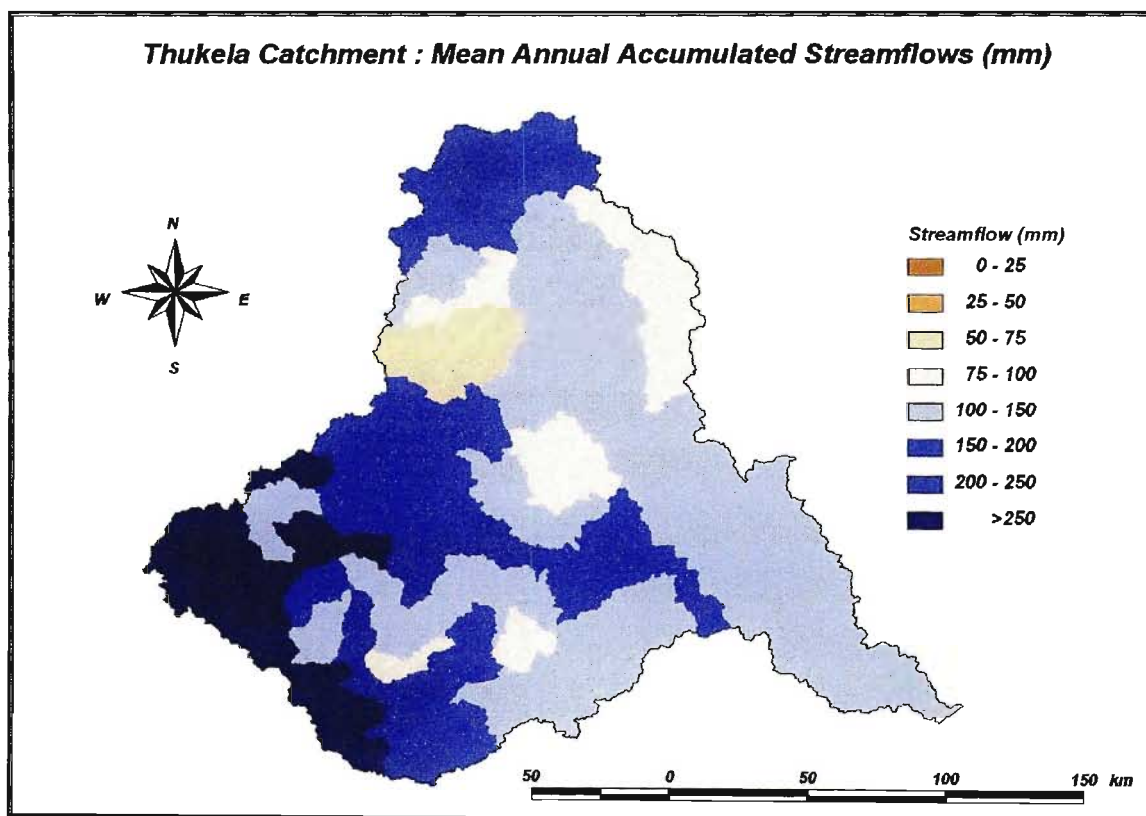 Thukela Catchment : Mean Annual Accumulated Streamflows (mm)
N
W E
S
Streamflow (mm)
0 - 25
25 - 50
50 - 75
75 - 100
100 - 150
150 - 200
200 - 250
>250
50 0 50 100 150 km